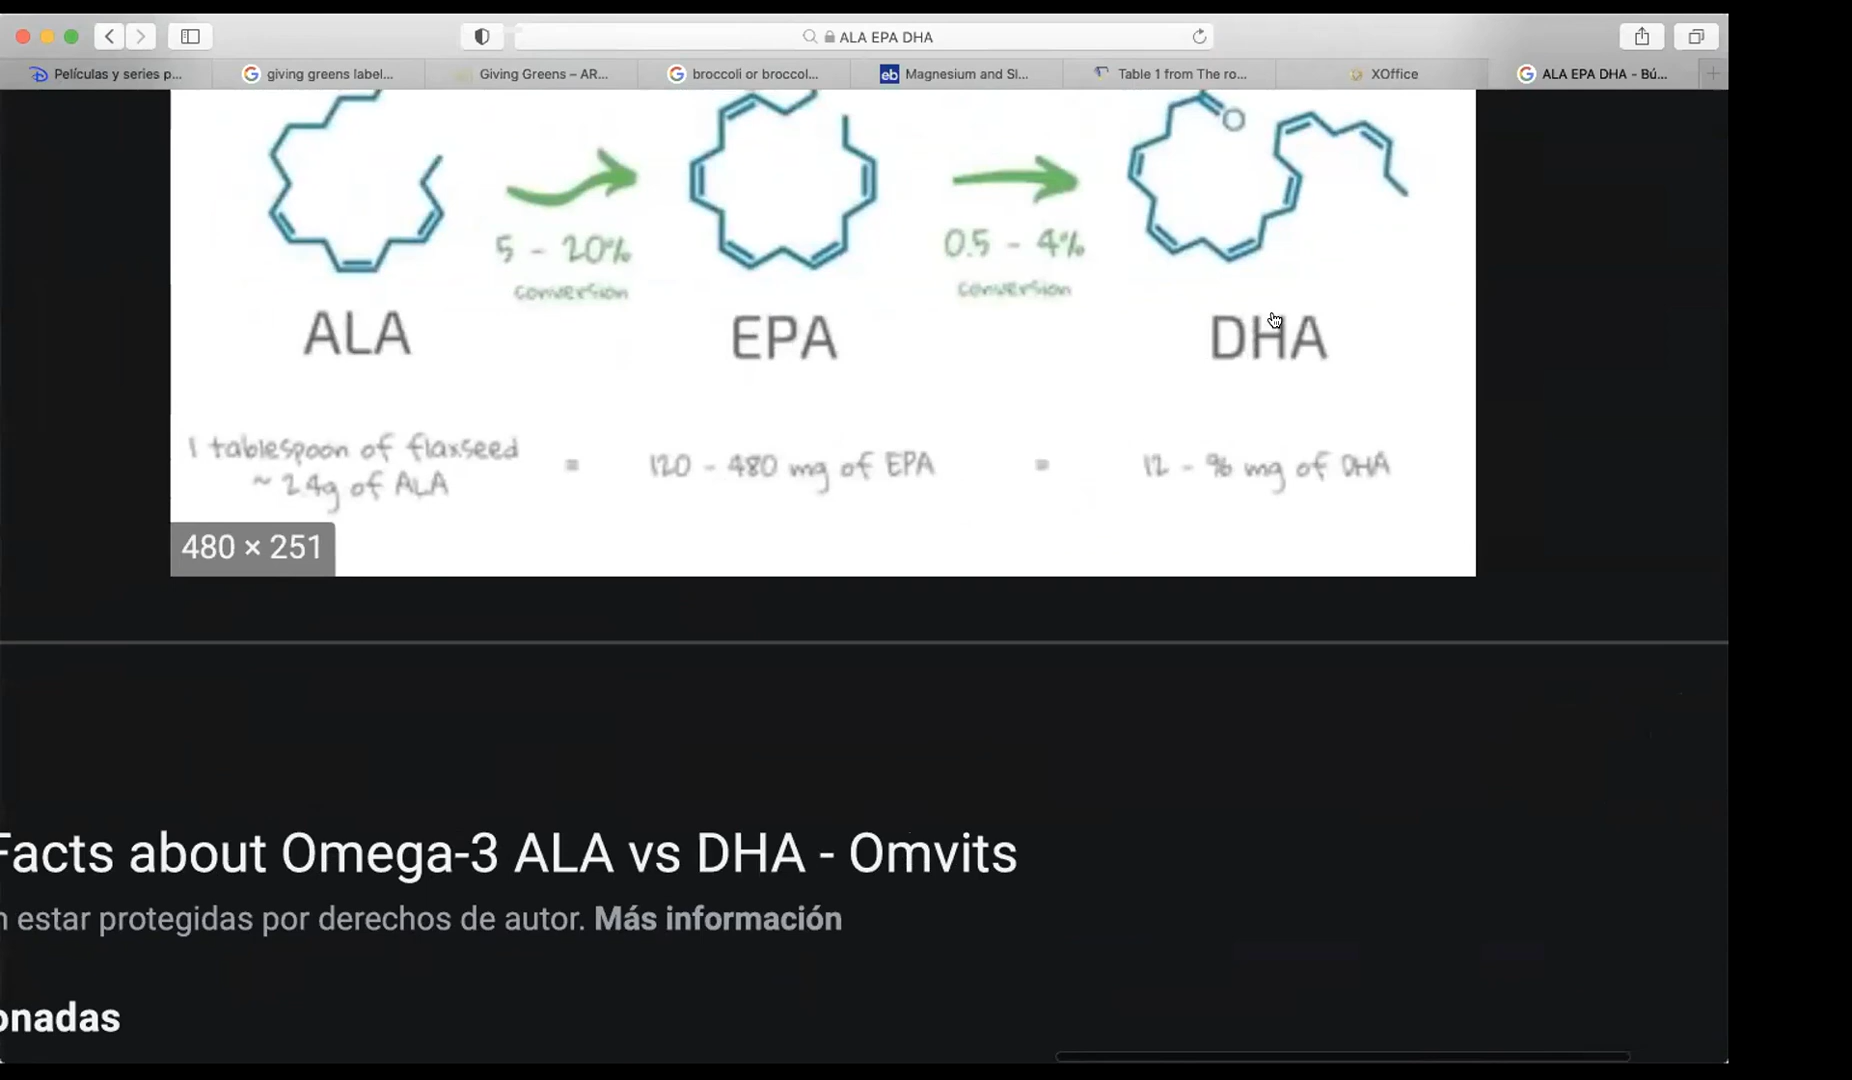 ALA EPA DHA
Películas y series p...
giving greens label...
Giving Greens – AR...
broccoli or broccol...
eb Magnesium and Sl...
Table 1 from The ro...
XOffice
ALA EPA DHA - Bú...
O
5 - 20%
conversion
0.5 - 4%
conversion
ALA
EPA
DHA
1 tablespoon of flaxseed
~ 2.4g of ALA
=
120 - 480 mg of EPA
=
12 - 96 mg of DHA
480 × 251
Facts about Omega-3 ALA vs DHA - Omvits
n estar protegidas por derechos de autor. Más información
onadas